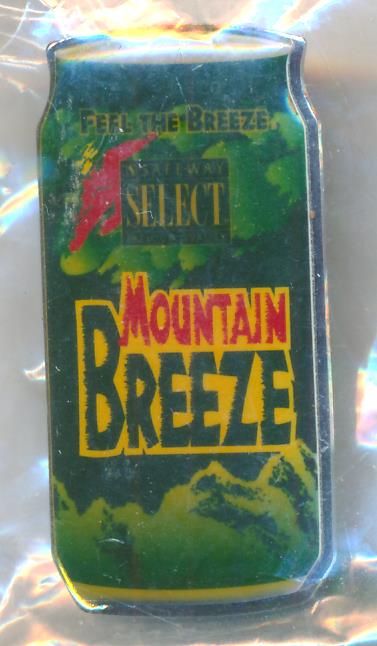 FEEL THE BREEZE.
SAFEWAY
SELECT
MOUNTAIN
BREEZE